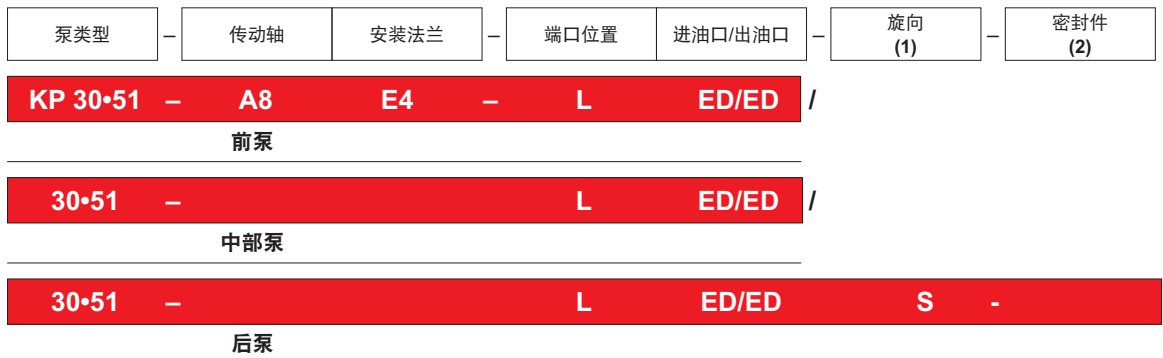 泵类型 – 传动轴 安装法兰 – 端口位置 进油口/出油口 – 旋向 (1) – 密封件 (2)
KP 30•51 – A8 E4 – L ED/ED /
前泵
30•51 – L ED/ED /
中部泵
30•51 – L ED/ED S -
后泵